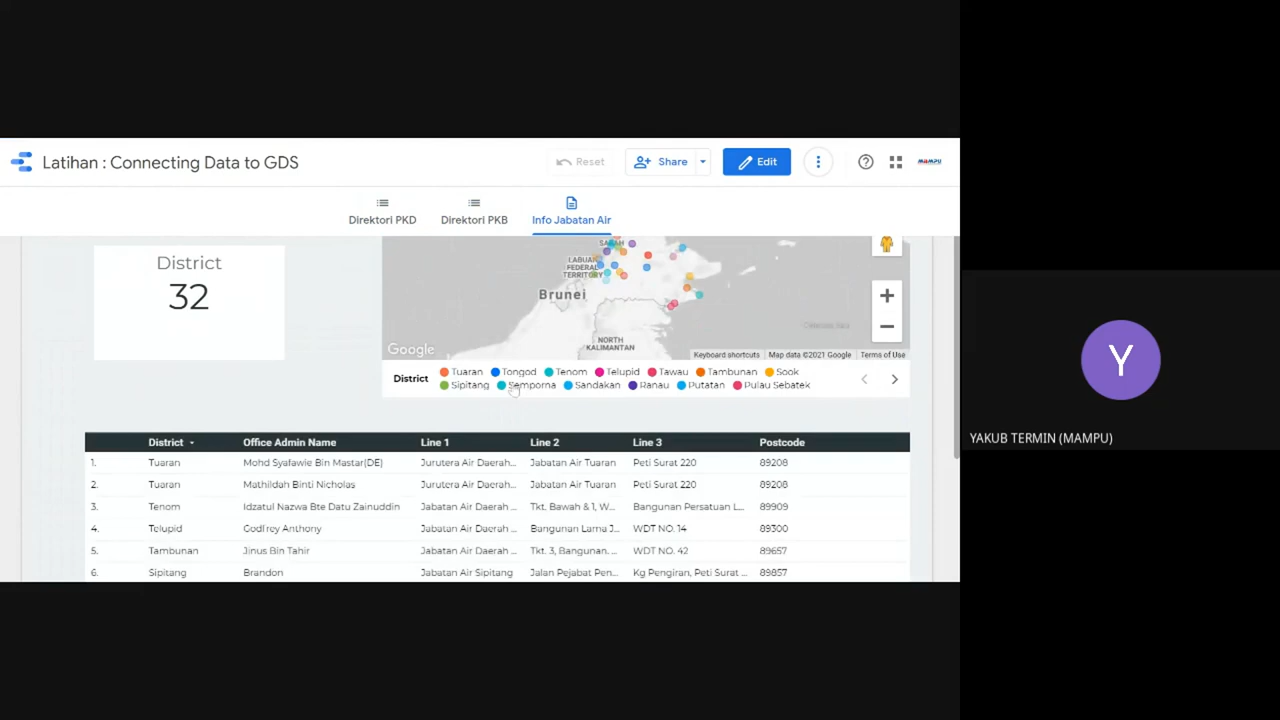 Latihan : Connecting Data to GDS
Reset
Share
Edit
MAMPU
Direktori PKD
Direktori PKB
Info Jabatan Air
District
32
SABAH
LABUAN
FEDERAL
TERRITORY
Brunei
NORTH
KALIMANTAN
Celebes Sea
Google
Keyboard shortcuts
Map data ©2021 Google
Terms of Use
District
Tuaran Tongod Tenom Telupid Tawau Tambunan Sook
Sipitang Semporna Sandakan Ranau Putatan Pulau Sebatek
District Office Admin Name Line 1 Line 2 Line 3 Postcode
1. Tuaran Mohd Syafawie Bin Mastar(DE) Jurutera Air Daerah... Jabatan Air Tuaran Peti Surat 220 89208
2. Tuaran Mathildah Binti Nicholas Jurutera Air Daerah... Jabatan Air Tuaran Peti Surat 220 89208
3. Tenom Idzatul Nazwa Bte Datu Zainuddin Jabatan Air Daerah ... Tkt. Bawah & 1, W... Bangunan Persatuan L... 89909
4. Telupid Godfrey Anthony Jabatan Air Daerah ... Bangunan Lama J... WDT NO. 14 89300
5. Tambunan Jinus Bin Tahir Jabatan Air Daerah ... Tkt. 3, Bangunan. ... WDT NO. 42 89657
6. Sipitang Brandon Jabatan Air Sipitang Jalan Pejabat Pen... Kg Pengiran, Peti Surat ... 89857
Y
YAKUB TERMIN (MAMPU)